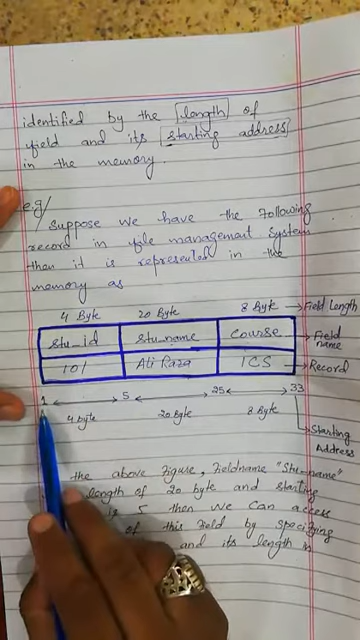 identified by the length of
field and its starting address
in the memory.
e.g/
Suppose we have the following
record in file management system
then it is represented in the
memory as
4 Byte 20 Byte 8 Byte → Field Length
stu_id stu_name course → Field name
101 Ali Raza ICS → Record
1 5 25 33
4 byte 20 Byte 8 Byte Starting Address
the above figure, fieldname "Stu_name"
length of 20 byte and starting
is 5 then we can access
of this field by specifying
and its length in